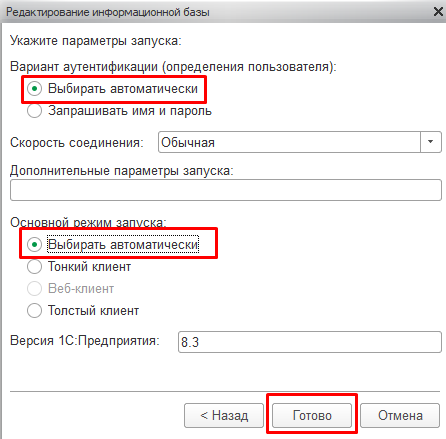 Редактирование информационной базы
Укажите параметры запуска:
Вариант аутентификации (определения пользователя):
Выбирать автоматически
Запрашивать имя и пароль
Скорость соединения: Обычная
Дополнительные параметры запуска:
Основной режим запуска:
Выбирать автоматически
Тонкий клиент
Веб-клиент
Толстый клиент
Версия 1С:Предприятия: 8.3
< Назад Готово Отмена